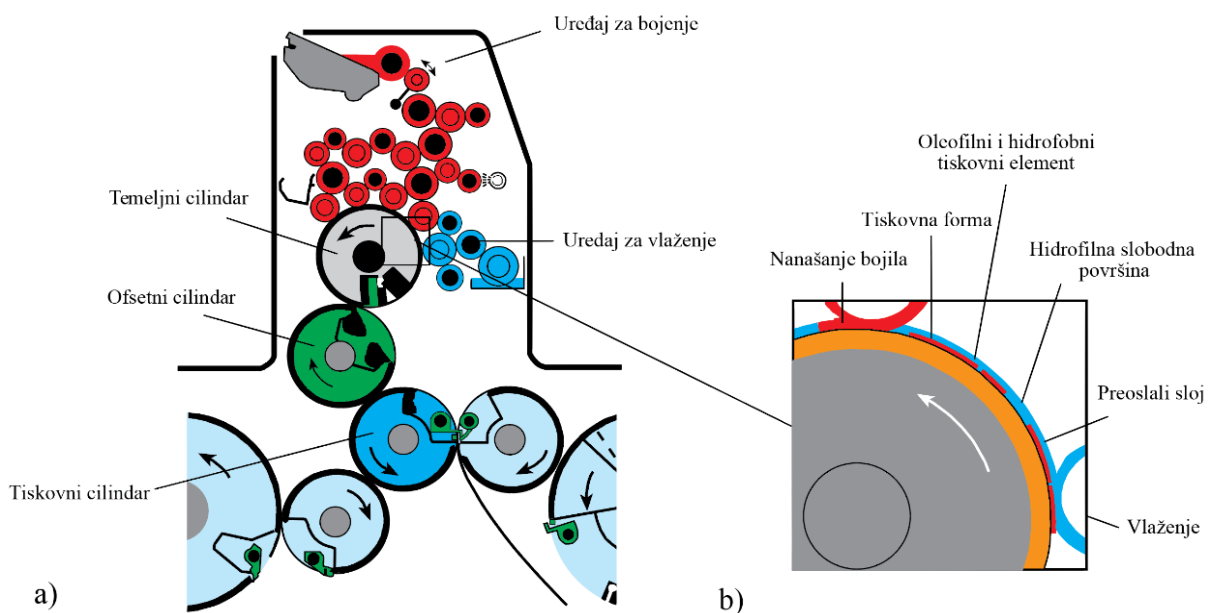 Uređaj za bojenje
Temeljni cilindar
Uređaj za vlaženje
Ofsetni cilindar
Tiskovni cilindar
a)
Oleofilni i hidrofobni
tiskovni element
Tiskovna forma
Nanašanje bojila
Hidrofilna slobodna
površina
Preoslali sloj
Vlaženje
b)